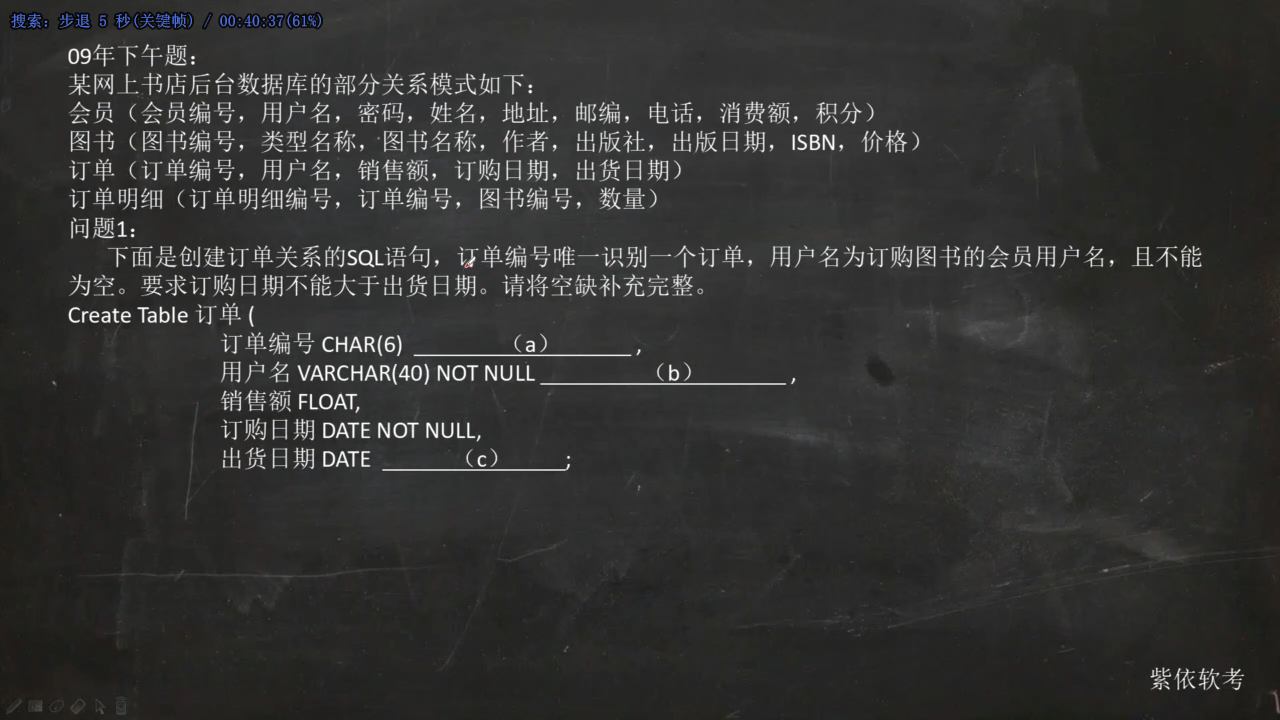 搜索: 步退 5 秒(关键帧) / 00:40:37(61%)
09年下午题：
某网上书店后台数据库的部分关系模式如下：
会员（会员编号，用户名，密码，姓名，地址，邮编，电话，消费额，积分）
图书（图书编号，类型名称，图书名称，作者，出版社，出版日期，ISBN，价格）
订单（订单编号，用户名，销售额，订购日期，出货日期）
订单明细（订单明细编号，订单编号，图书编号，数量）
问题1：
下面是创建订单关系的SQL语句，订单编号唯一识别一个订单，用户名为订购图书的会员用户名，且不能
为空。要求订购日期不能大于出货日期。请将空缺补充完整。
Create Table 订单 (
订单编号 CHAR(6) ______（a）______ ,
用户名 VARCHAR(40) NOT NULL ______（b）______ ,
销售额 FLOAT,
订购日期 DATE NOT NULL,
出货日期 DATE ______（c）______;
紫依软考